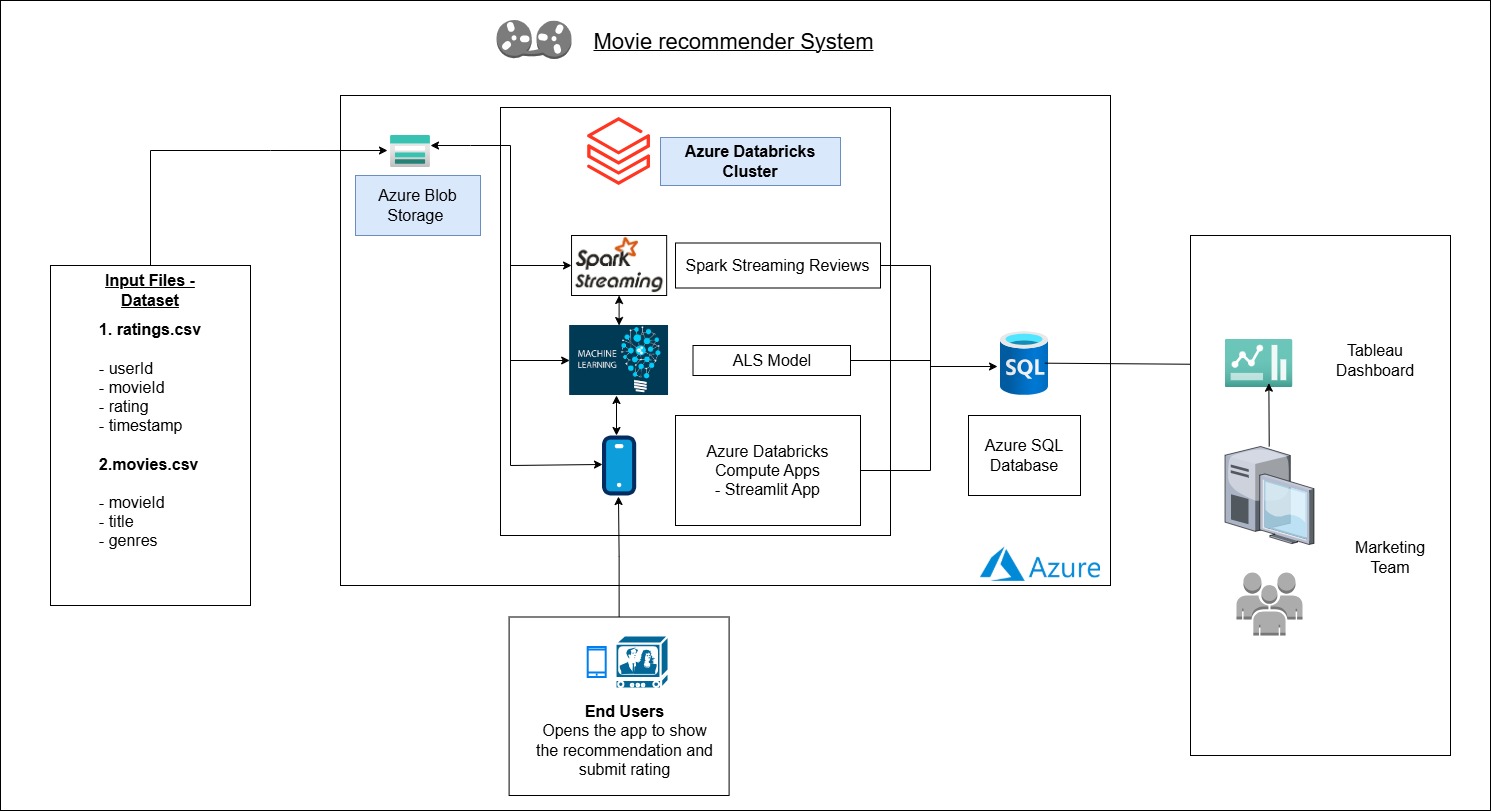 Movie recommender System
Azure Databricks
Cluster
Azure Blob
Storage
Input Files -
Dataset
1. ratings.csv
- userId
- movieId
- rating
- timestamp
2.movies.csv
- movieId
- title
- genres
Spark
Streaming
Spark Streaming Reviews
MACHINE
LEARNING
ALS Model
Azure Databricks
Compute Apps
- Streamlit App
SQL
Azure SQL
Database
Azure
Tableau
Dashboard
Marketing
Team
End Users
Opens the app to show
the recommendation and
submit rating